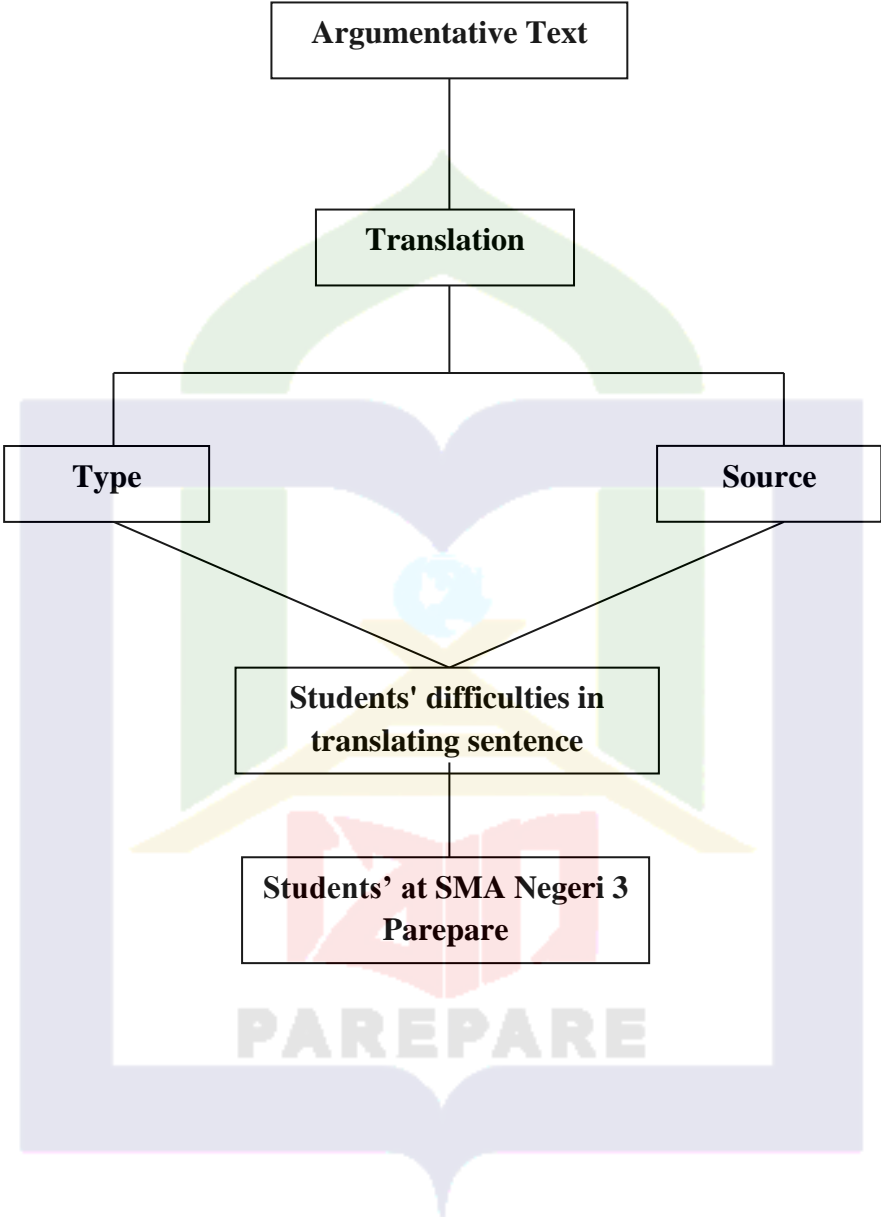 Argumentative Text
Translation
Type
Source
Students' difficulties in
translating sentence
Students’ at SMA Negeri 3
Parepare
PAREPARE